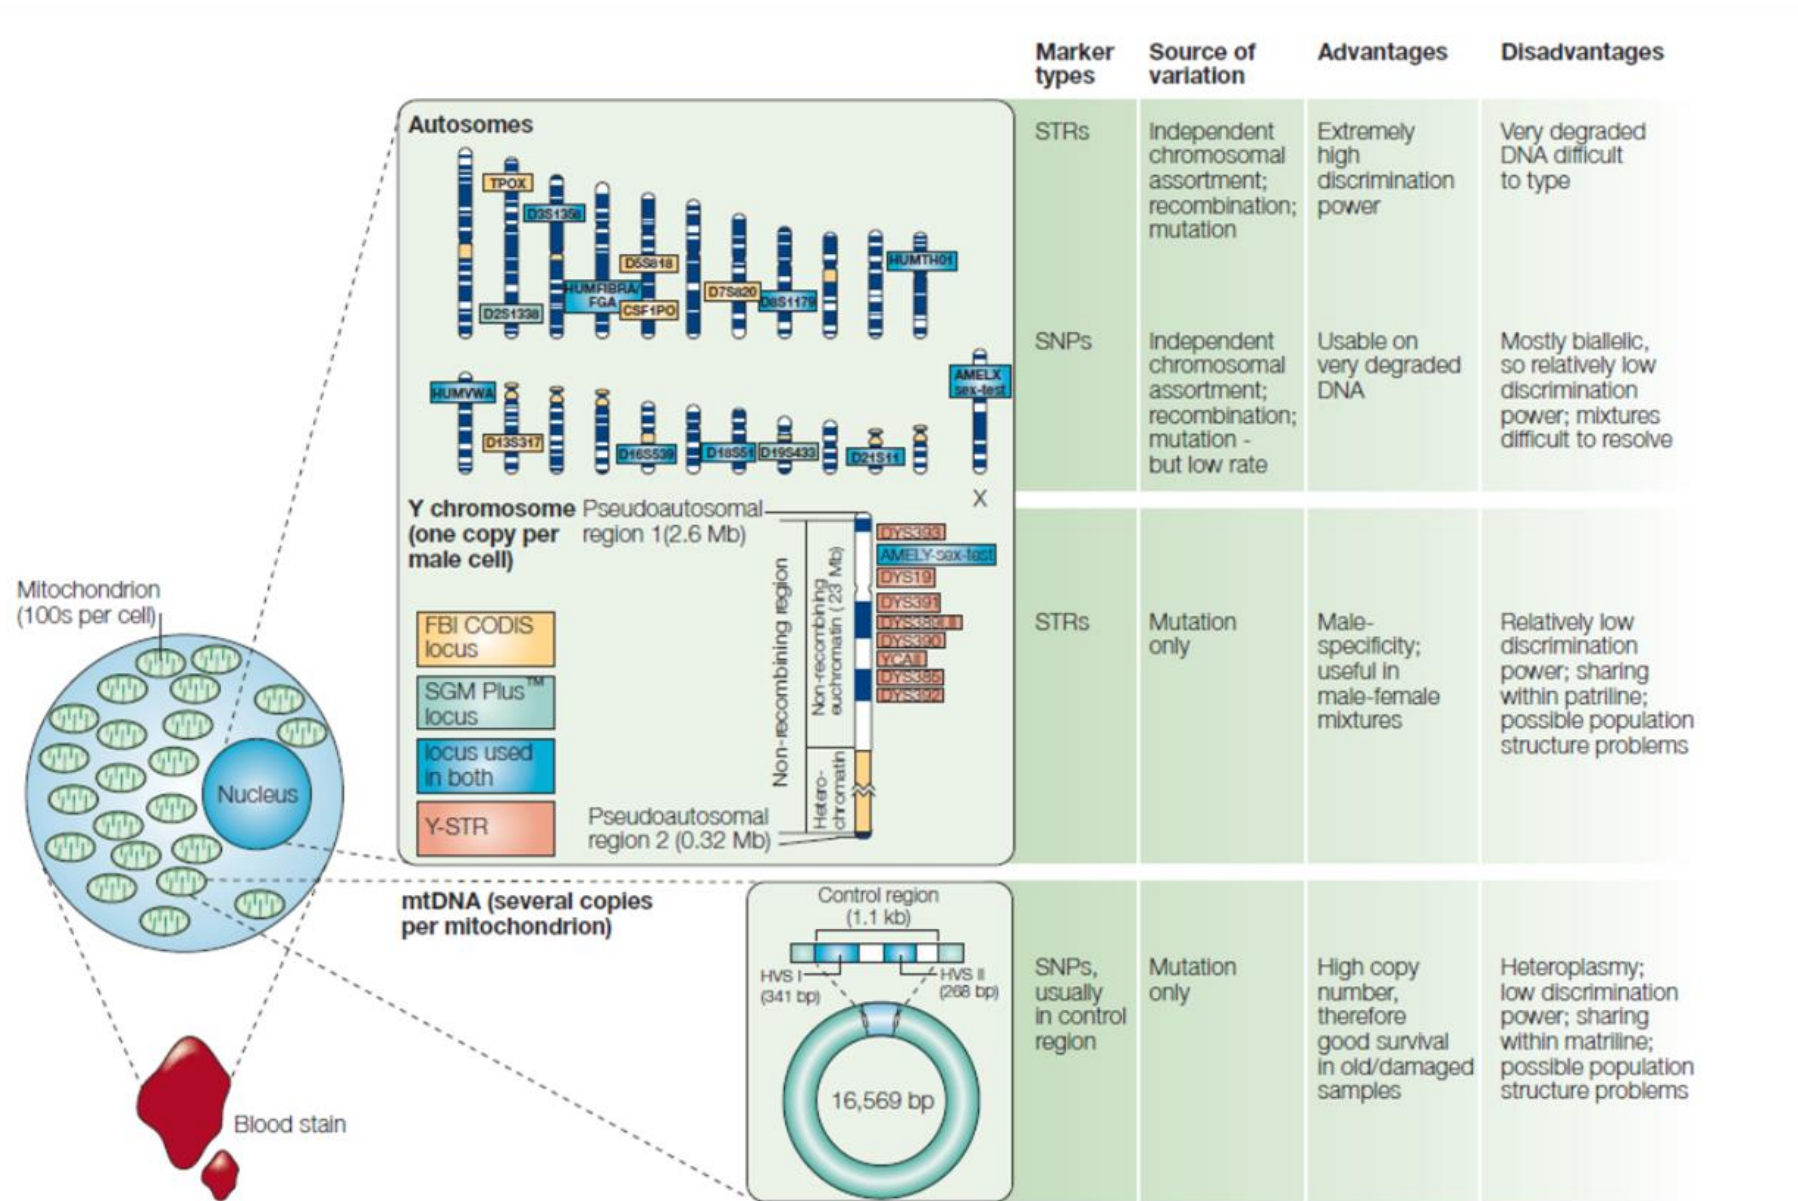 Marker types
Source of variation
Advantages
Disadvantages
Autosomes
TPOX
D3S1358
D2S1338
HUMFIBRA/
FGA
D5S818
CSF1PO
D7S820
D8S1179
HUMTH01
HUMVWA
D13S317
D16S539
D18S51
D19S433
D21S11
AMELX
sex-test
X
STRs
Independent
chromosomal
assortment;
recombination;
mutation
Extremely
high
discrimination
power
Very degraded
DNA difficult
to type
SNPs
Independent
chromosomal
assortment;
recombination;
mutation -
but low rate
Usable on
very degraded
DNA
Mostly biallelic,
so relatively low
discrimination
power; mixtures
difficult to resolve
Y chromosome
(one copy per
male cell)
Pseudoautosomal
region 1(2.6 Mb)
Non-recombining region
Non-recombining
euchromatin (23 Mb)
Hetero-
chromatin
DYS393
AMELY-sex-test
DYS19
DYS391
DYS389I/II
DYS390
YCAII
DYS385
DYS392
FBI CODIS
locus
SGM Plus™
locus
locus used
in both
Y-STR
Pseudoautosomal
region 2 (0.32 Mb)
STRs
Mutation
only
Male-
specificity;
useful in
male-female
mixtures
Relatively low
discrimination
power; sharing
within patriline;
possible population
structure problems
Mitochondrion
(100s per cell)
Nucleus
Blood stain
mtDNA (several copies
per mitochondrion)
Control region
(1.1 kb)
HVS I
(341 bp)
HVS II
(268 bp)
16,569 bp
SNPs,
usually
in control
region
Mutation
only
High copy
number,
therefore
good survival
in old/damaged
samples
Heteroplasmy;
low discrimination
power; sharing
within matriline;
possible population
structure problems